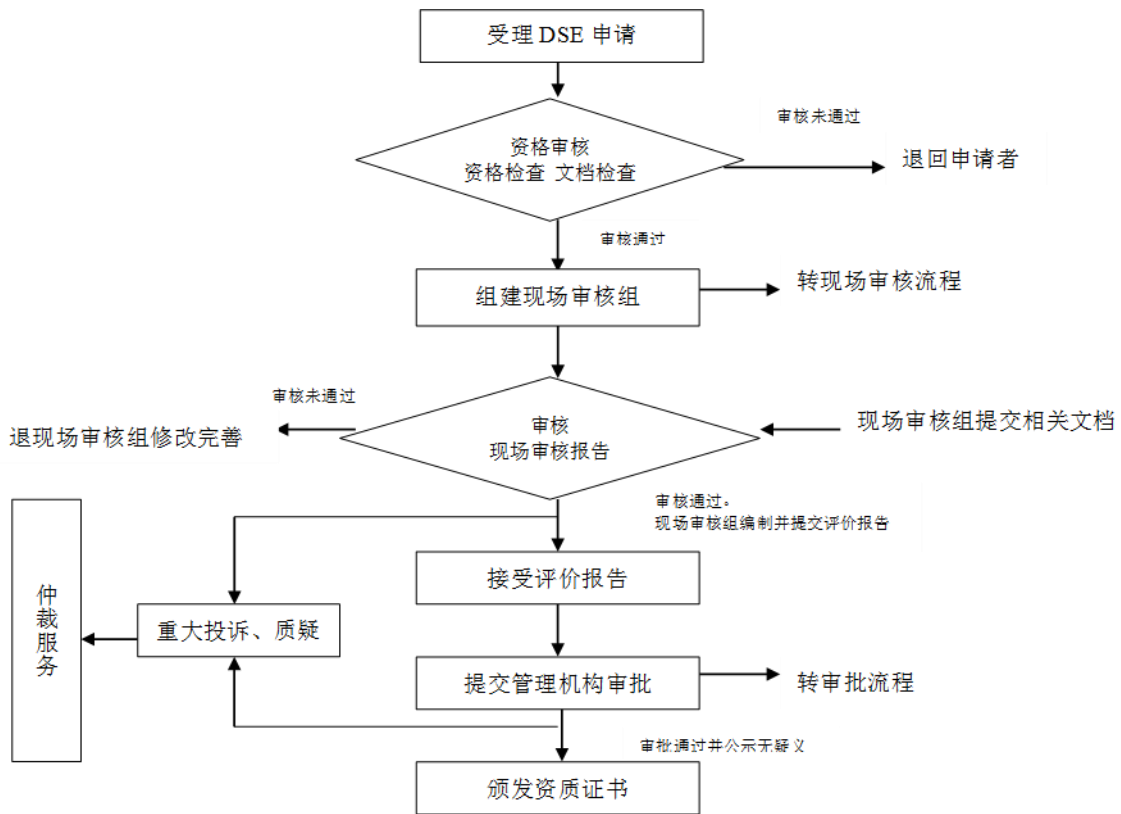 受理 DSE 申请
审核未通过
资格审核
资格检查 文档检查
退回申请者
审核通过
组建现场审核组
转现场审核流程
审核未通过
退现场审核组修改完善
审核
现场审核报告
现场审核组提交相关文档
审核通过。
现场审核组编制并提交评价报告
接受评价报告
仲裁服务
重大投诉、质疑
提交管理机构审批
转审批流程
审批通过并公示无疑义
颁发资质证书